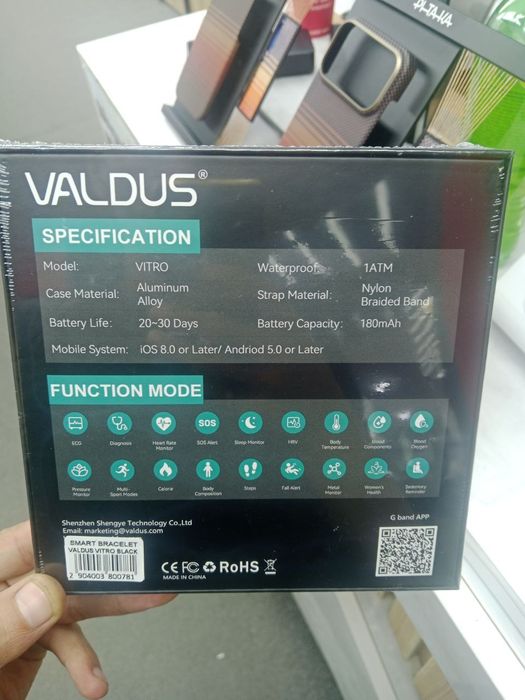 PITAKA
VALDUS®
SPECIFICATION
Model: VITRO Waterproof: 1ATM
Case Material: Aluminum Alloy Strap Material: Nylon Braided Band
Battery Life: 20~30 Days Battery Capacity: 180mAh
Mobile System: iOS 8.0 or Later/ Andriod 5.0 or Later
FUNCTION MODE
SOS
ECG Diagnosis Heart Rate Monitor SOS Alert Sleep Monitor HRV Body Temperature Blood Components Blood Oxygen
Pressure Monitor Multi-Sport Modes Calorie Body Composition Steps Fall Alert Metal Monitor Women's Health Sedentary Reminder
Shenzhen Shengye Technology Co.,Ltd
Email: marketing@valdus.com
G band APP
SMART BRACELET
VALDUS VITRO BLACK
2 904003 800781
CE FC RoHS
MADE IN CHINA